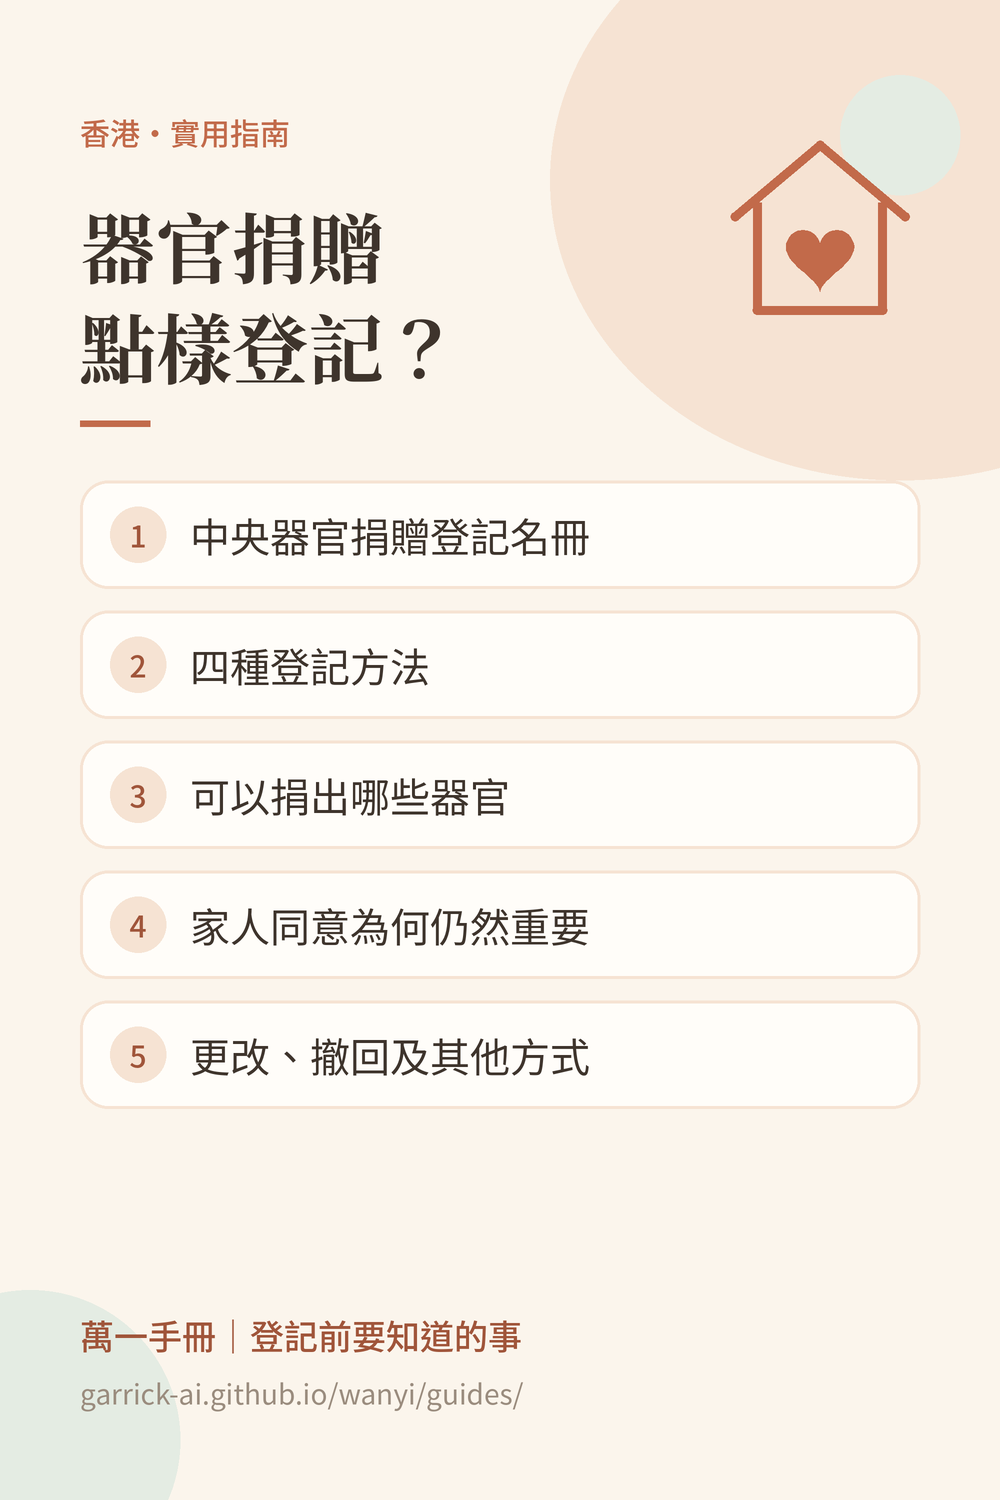 香港・實用指南
器官捐贈
點樣登記？
1 中央器官捐贈登記名冊
2 四種登記方法
3 可以捐出哪些器官
4 家人同意為何仍然重要
5 更改、撤回及其他方式
萬一手冊｜登記前要知道的事
garrick-ai.github.io/wanyi/guides/